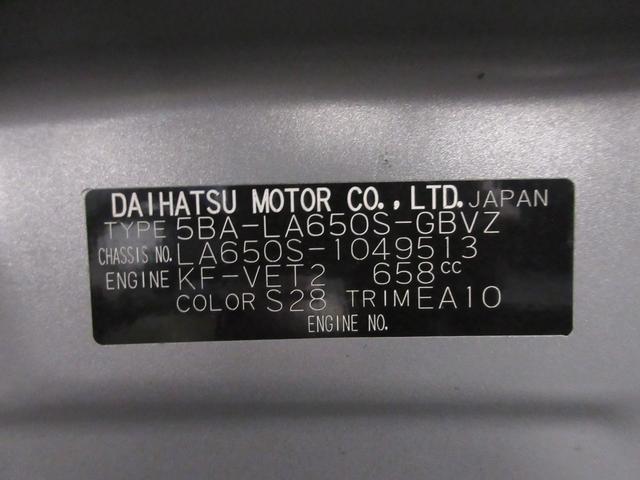 DAIHATSU MOTOR CO.,LTD. JAPAN
TYPE 5BA-LA650S-GBVZ
CHASSIS NO. LA650S-1049513
ENGINE KF-VET2 658cc
COLOR S28 TRIM EA10
ENGINE NO.